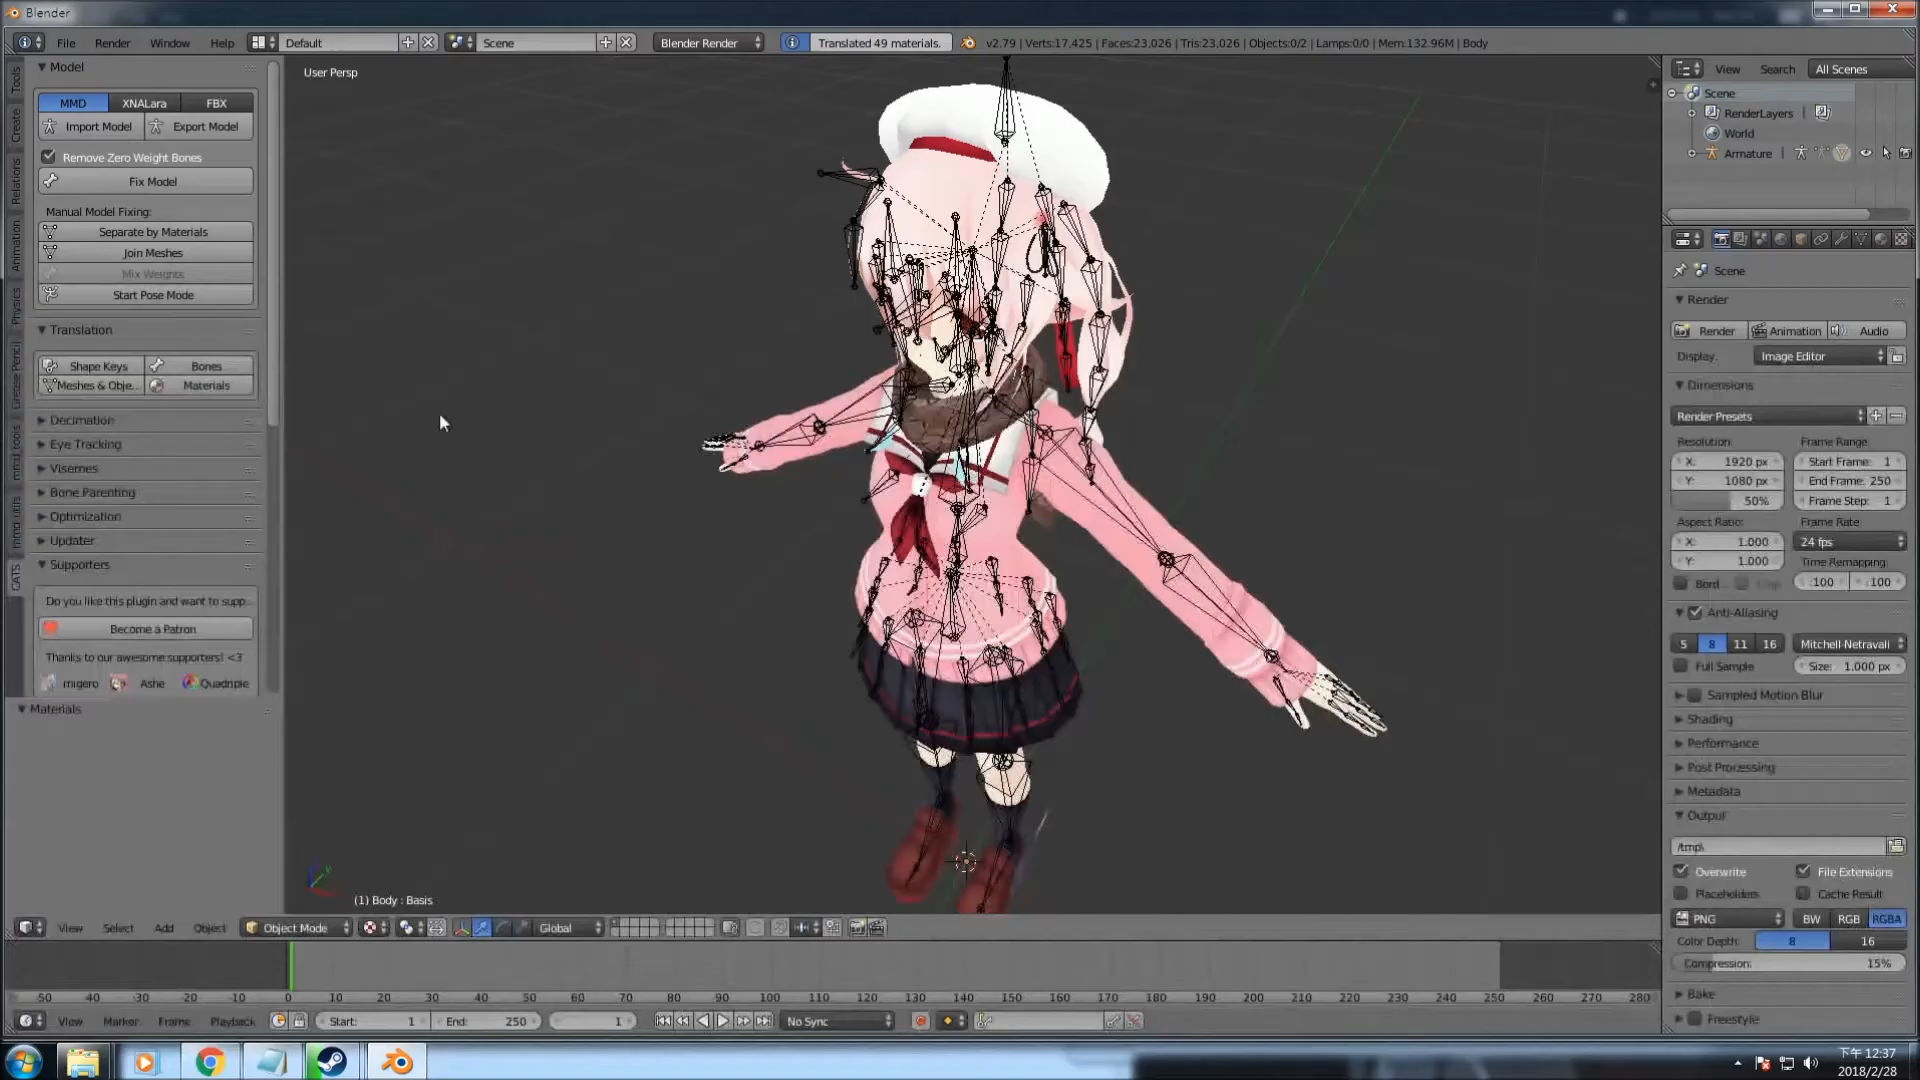 Blender
File Render Window Help Default Scene Blender Render Translated 49 materials. v2.79 | Verts:17,425 | Faces:23,026 | Tris:23,026 | Objects:0/2 | Lamps:0/0 | Mem:132.96M | Body
Tools
Create
Relations
Animation
Physics
Grease Pencil
mmd tools
mmd utils
CATS
Model
MMD XNALara FBX
Import Model Export Model
Remove Zero Weight Bones
Fix Model
Manual Model Fixing:
Separate by Materials
Join Meshes
Mix Weights
Start Pose Mode
Translation
Shape Keys Bones
Meshes & Obje... Materials
Decimation
Eye Tracking
Visemes
Bone Parenting
Optimization
Updater
Supporters
Do you like this plugin and want to supp
Become a Patron
Thanks to our awesome supporters! <3
migero Ashe Quadriple
Materials
User Persp
(1) Body : Basis
View Search All Scenes
Scene
RenderLayers |
World
Armature |
Scene
Render
Render Animation Audio
Display: Image Editor
Dimensions
Render Presets
Resolution: Frame Range:
X: 1920 px Start Frame: 1
Y: 1080 px End Frame: 250
50% Frame Step: 1
Aspect Ratio: Frame Rate:
X: 1.000 24 fps
Y: 1.000 Time Remapping:
Bord 100 100
Anti-Aliasing
5 8 11 16 Mitchell-Netravali
Full Sample Size: 1.000 px
Sampled Motion Blur
Shading
Performance
Post Processing
Metadata
Output
/tmp\
Overwrite File Extensions
Placeholders Cache Result
PNG BW RGB RGBA
Color Depth: 8 16
Compression: 15%
Bake
Freestyle
View Select Add Object Object Mode Global
-50 -40 -30 -20 -10 0 10 20 30 40 50 60 70 80 90 100 110 120 130 140 150 160 170 180 190 200 210 220 230 240 250 260 270 280
View Marker Frame Playback Start: 1 End: 250 1 No Sync
下午 12:37
2018/2/28